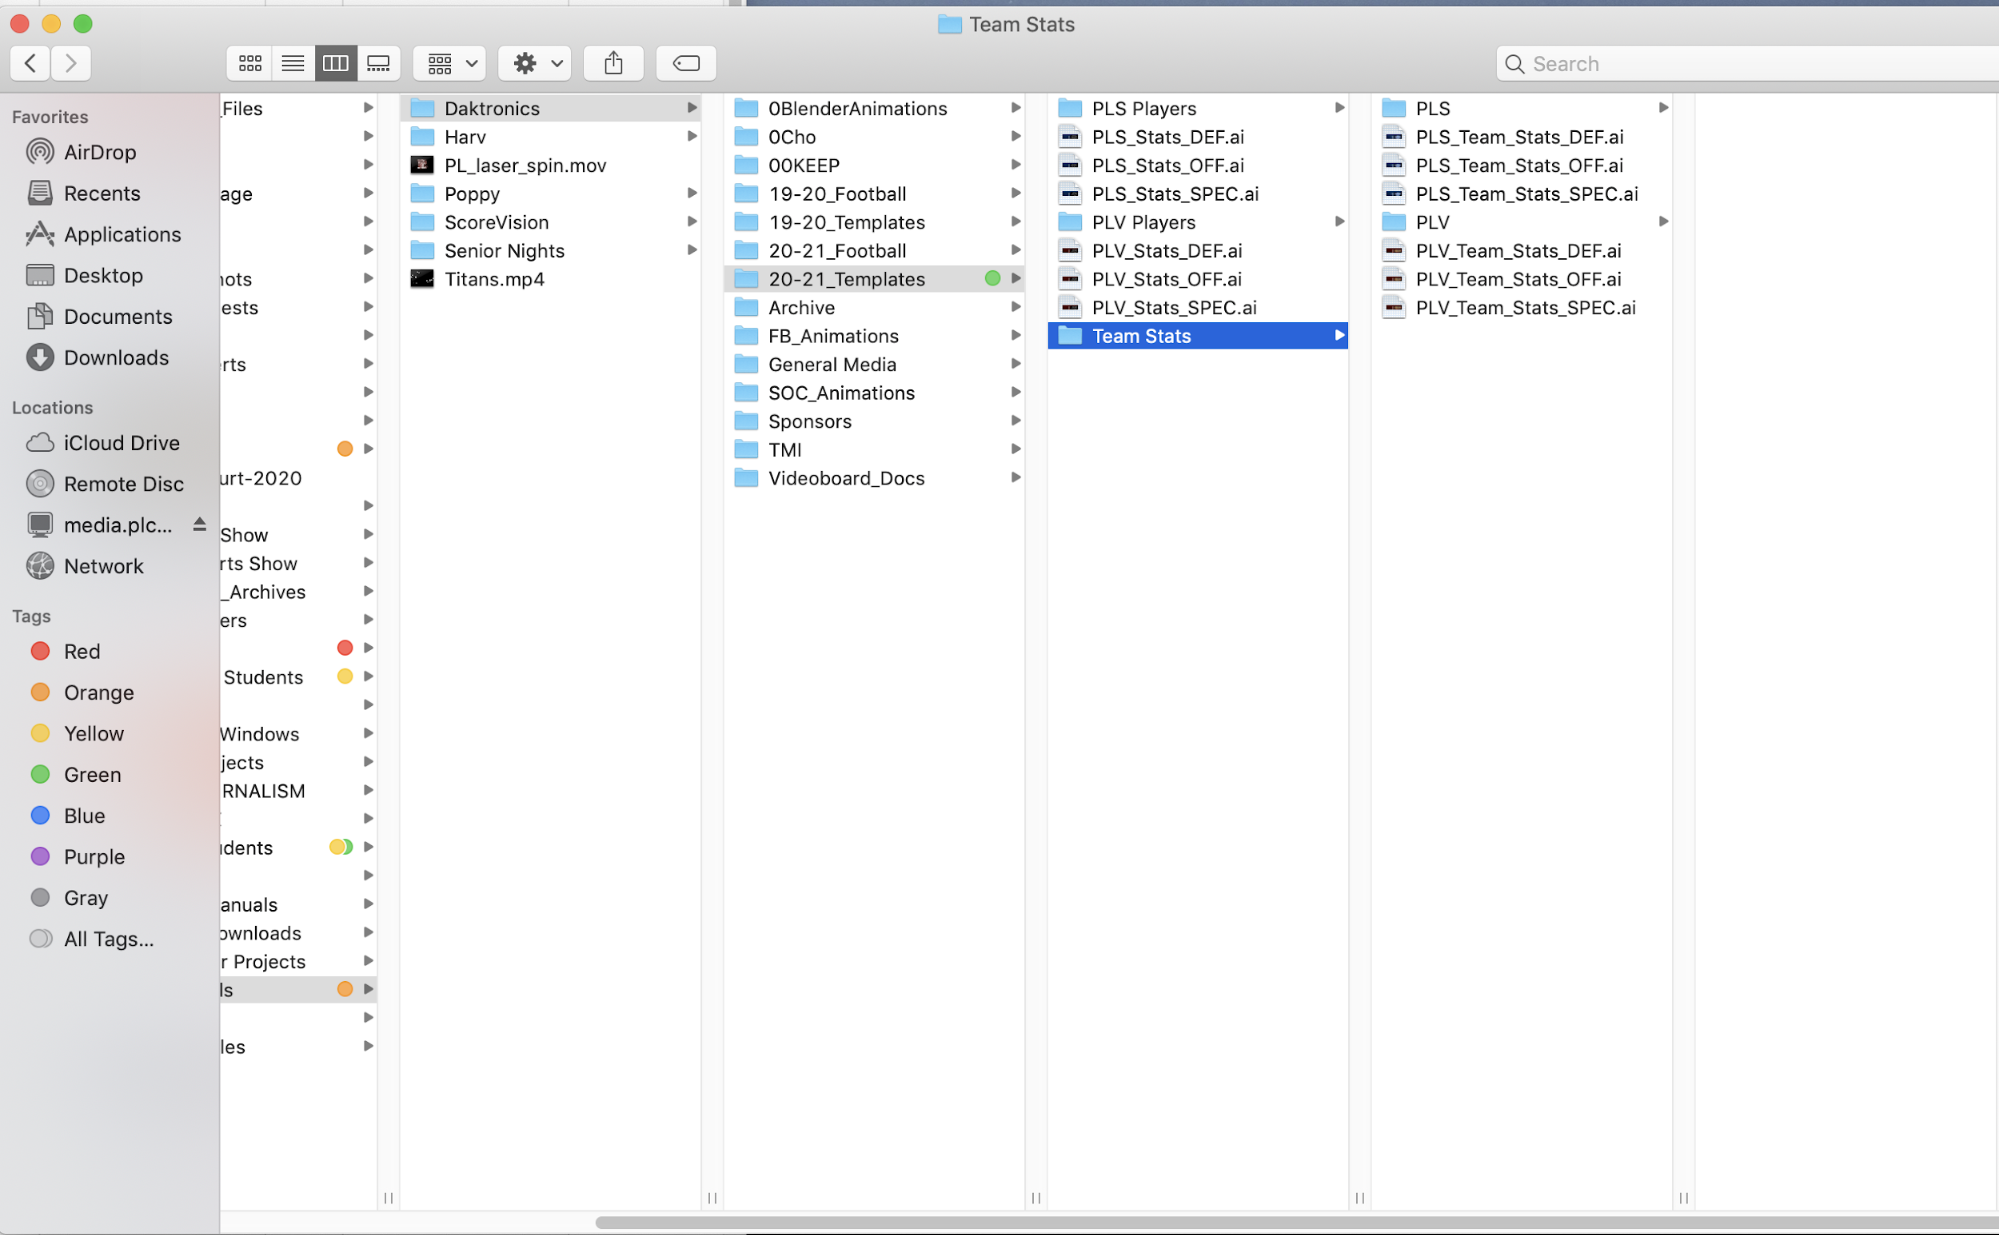 Team Stats
Search
Favorites
AirDrop
Recents
Applications
Desktop
Documents
Downloads
Locations
iCloud Drive
Remote Disc
media.plc...
Network
Tags
Red
Orange
Yellow
Green
Blue
Purple
Gray
All Tags...
Files
age
ests
rts
urt-2020
Show
rts Show
_Archives
ers
Students
Windows
jects
RNALISM
dents
anuals
ownloads
r Projects
ls
les
Daktronics
Harv
PL_laser_spin.mov
Poppy
ScoreVision
Senior Nights
Titans.mp4
0BlenderAnimations
0Cho
00KEEP
19-20_Football
19-20_Templates
20-21_Football
20-21_Templates
Archive
FB_Animations
General Media
SOC_Animations
Sponsors
TMI
Videoboard_Docs
PLS Players
PLS_Stats_DEF.ai
PLS_Stats_OFF.ai
PLS_Stats_SPEC.ai
PLV Players
PLV_Stats_DEF.ai
PLV_Stats_OFF.ai
PLV_Stats_SPEC.ai
Team Stats
PLS
PLS_Team_Stats_DEF.ai
PLS_Team_Stats_OFF.ai
PLS_Team_Stats_SPEC.ai
PLV
PLV_Team_Stats_DEF.ai
PLV_Team_Stats_OFF.ai
PLV_Team_Stats_SPEC.ai